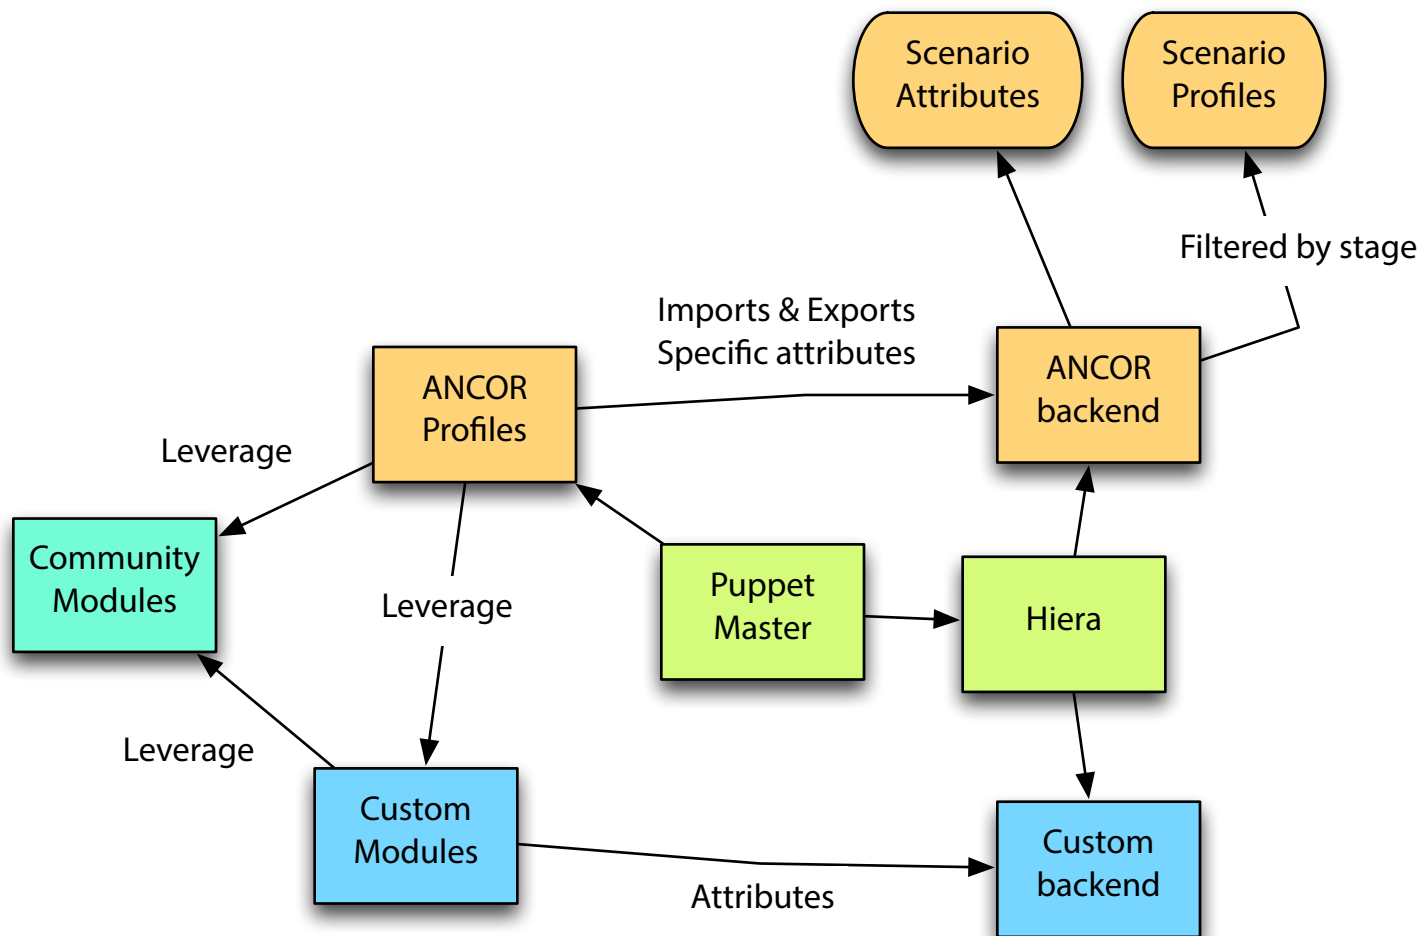 Scenario
Attributes
Scenario
Profiles
Filtered by stage
Imports & Exports
Specific attributes
ANCOR
backend
ANCOR
Profiles
Leverage
Community
Modules
Leverage
Puppet
Master
Hiera
Leverage
Custom
Modules
Attributes
Custom
backend